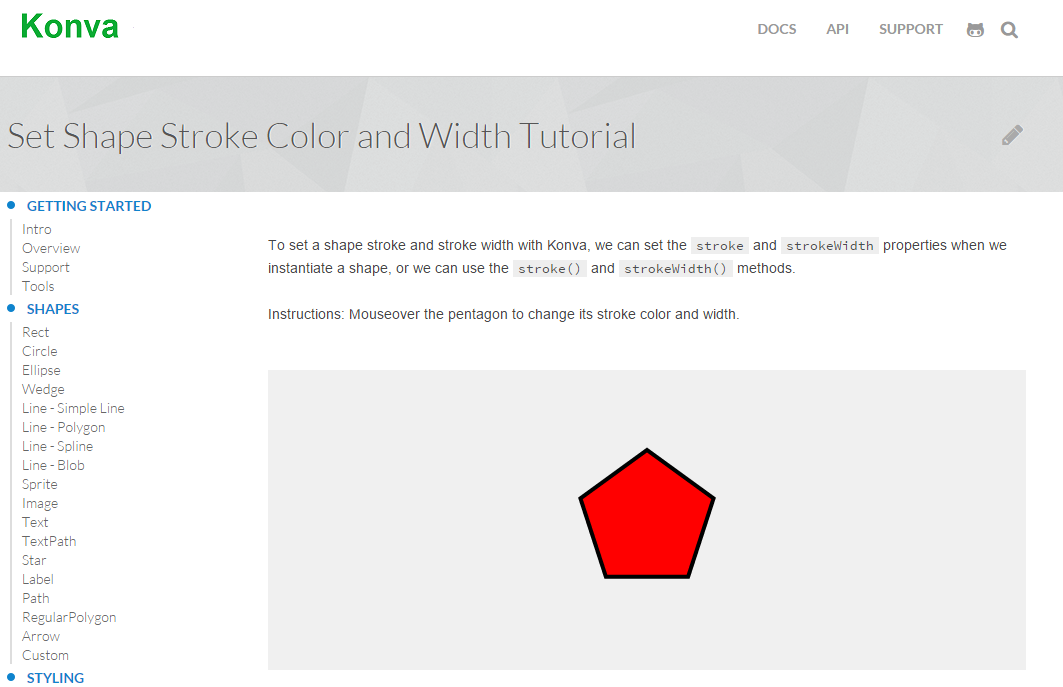 Konva
DOCS API SUPPORT
Set Shape Stroke Color and Width Tutorial
GETTING STARTED
Intro
Overview
Support
Tools
SHAPES
Rect
Circle
Ellipse
Wedge
Line - Simple Line
Line - Polygon
Line - Spline
Line - Blob
Sprite
Image
Text
TextPath
Star
Label
Path
RegularPolygon
Arrow
Custom
STYLING
To set a shape stroke and stroke width with Konva, we can set the stroke and strokeWidth properties when we
instantiate a shape, or we can use the stroke() and strokeWidth() methods.
Instructions: Mouseover the pentagon to change its stroke color and width.